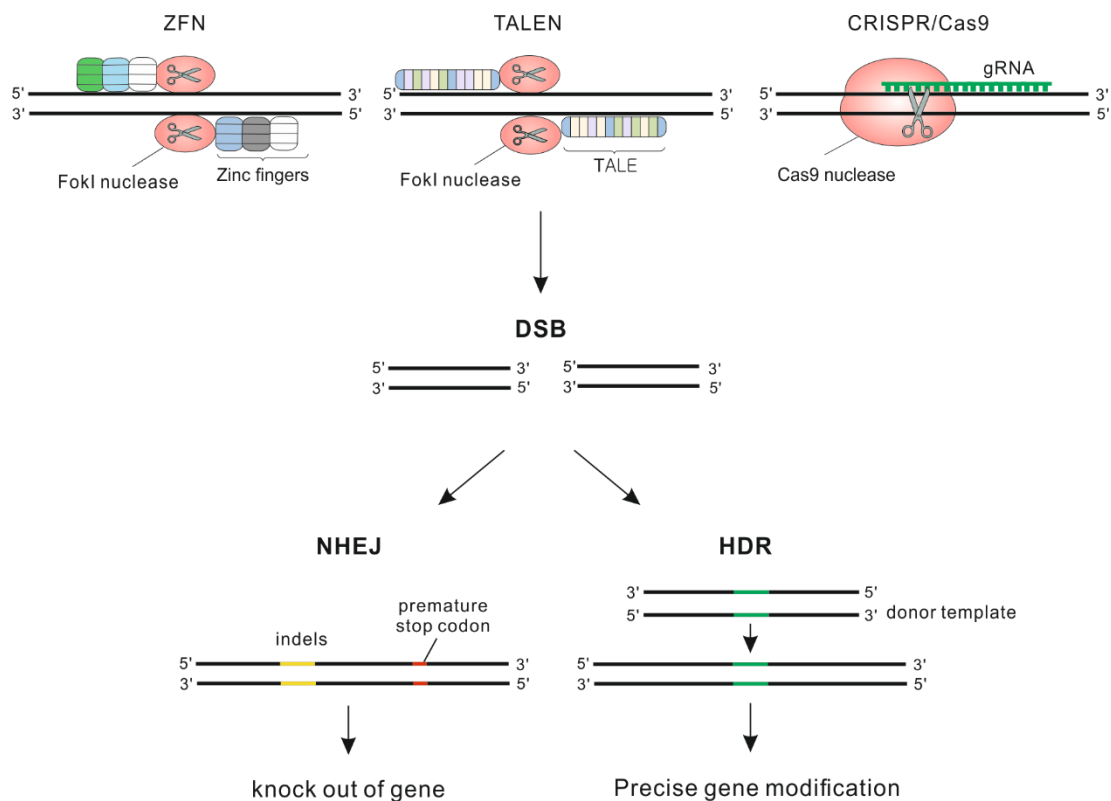 ZFN
TALEN
CRISPR/Cas9
gRNA
5' 3' 5' 3' 5' 3'
3' 5' 3' 5' 3' 5'
FokI nuclease
Zinc fingers
FokI nuclease
TALE
Cas9 nuclease
DSB
5' 3' 5' 3'
3' 5' 3' 5'
NHEJ
HDR
premature
stop codon
indels
3' 5'
5' 3' donor template
5' 3' 5' 3'
3' 5' 3' 5'
knock out of gene
Precise gene modification